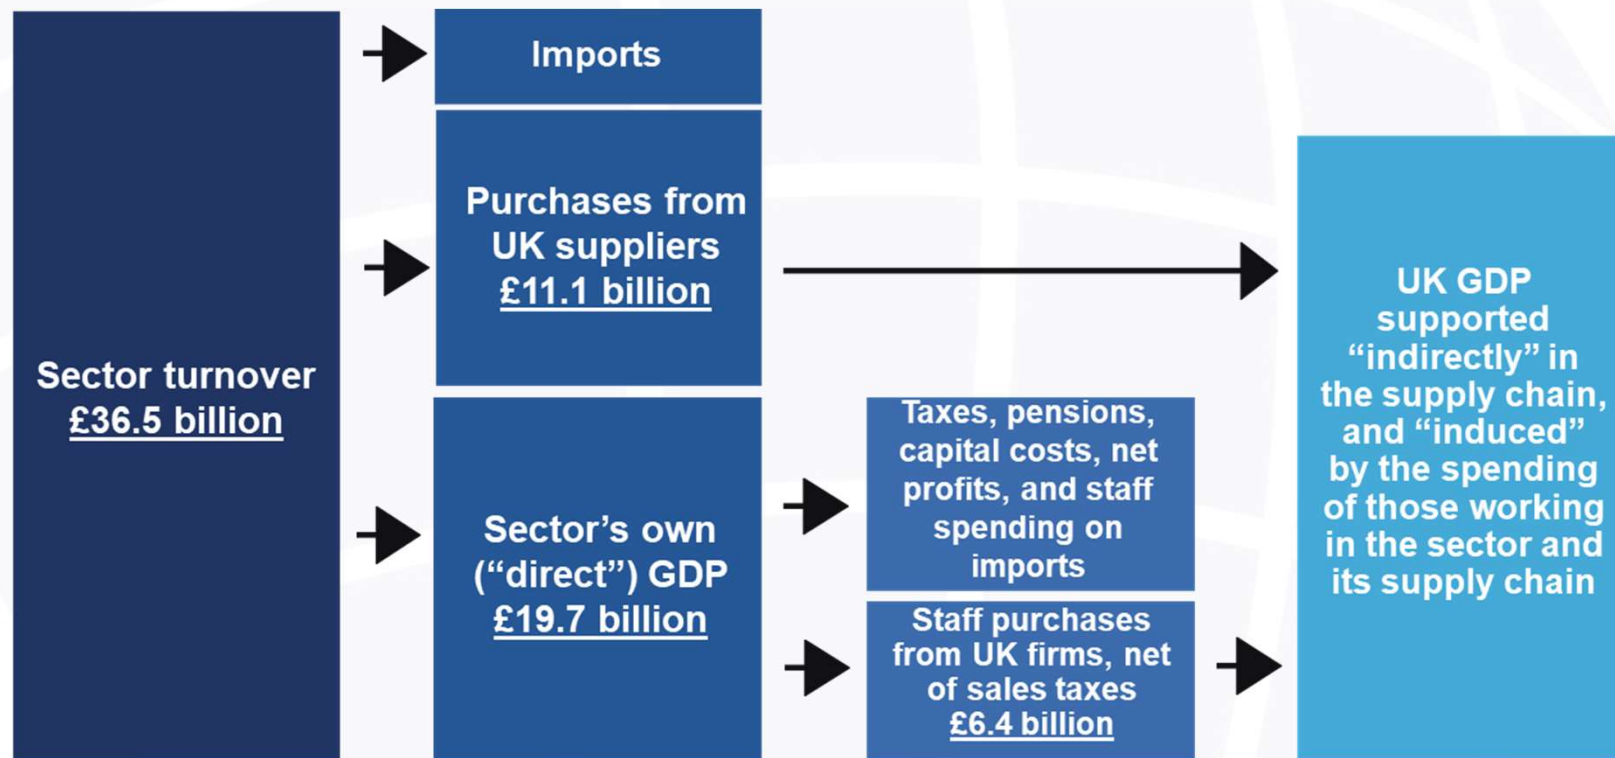 Imports
Purchases from
UK suppliers
£11.1 billion
Sector turnover
£36.5 billion
Sector’s own
(“direct”) GDP
£19.7 billion
Taxes, pensions,
capital costs, net
profits, and staff
spending on
imports
Staff purchases
from UK firms, net
of sales taxes
£6.4 billion
UK GDP
supported
“indirectly” in
the supply chain,
and “induced”
by the spending
of those working
in the sector and
its supply chain